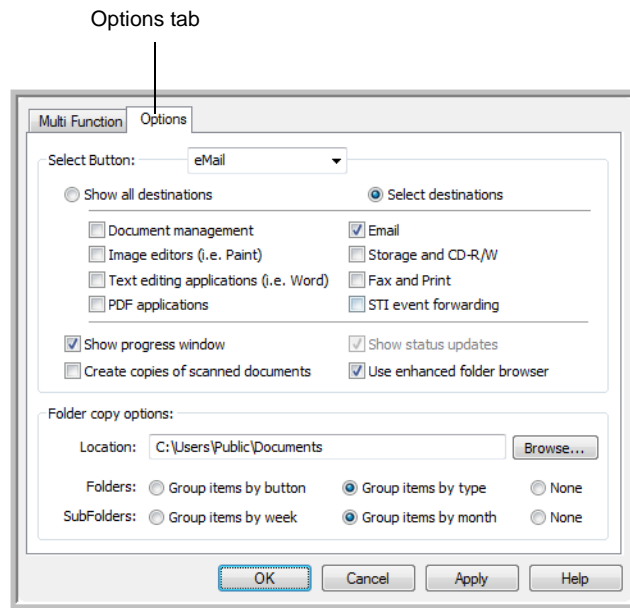 Options tab
Multi Function Options
Select Button: eMail
Show all destinations Select destinations
Document management Email
Image editors (i.e. Paint) Storage and CD-R/W
Text editing applications (i.e. Word) Fax and Print
PDF applications STI event forwarding
Show progress window Show status updates
Create copies of scanned documents Use enhanced folder browser
Folder copy options:
Location: C:\Users\Public\Documents Browse...
Folders: Group items by button Group items by type None
SubFolders: Group items by week Group items by month None
OK Cancel Apply Help